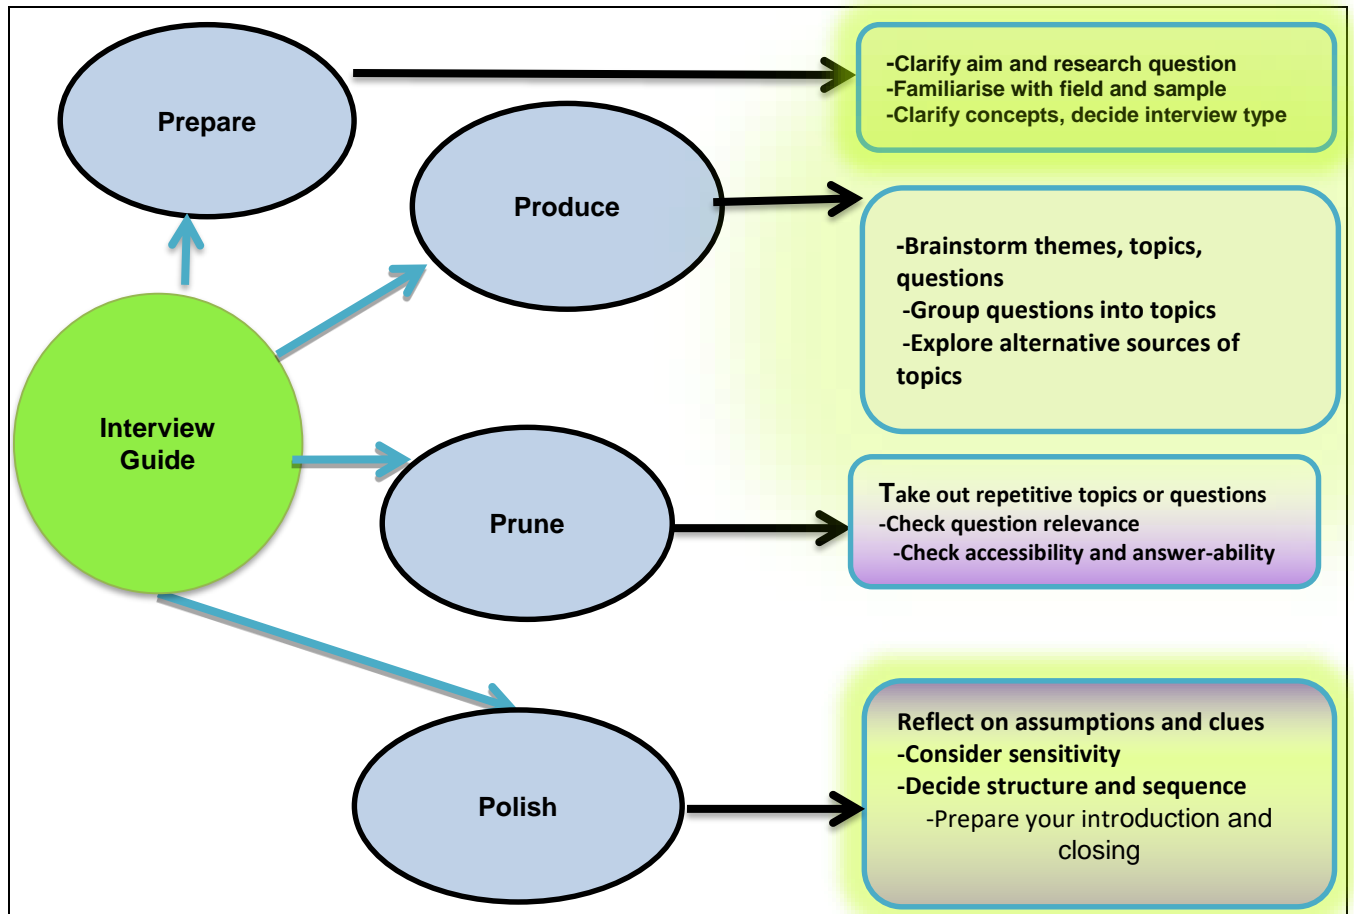 Prepare
-Clarify aim and research question
-Familiarise with field and sample
-Clarify concepts, decide interview type
Produce
-Brainstorm themes, topics,
questions
-Group questions into topics
-Explore alternative sources of
topics
Interview
Guide
Prune
Take out repetitive topics or questions
-Check question relevance
-Check accessibility and answer-ability
Polish
Reflect on assumptions and clues
-Consider sensitivity
-Decide structure and sequence
-Prepare your introduction and
closing